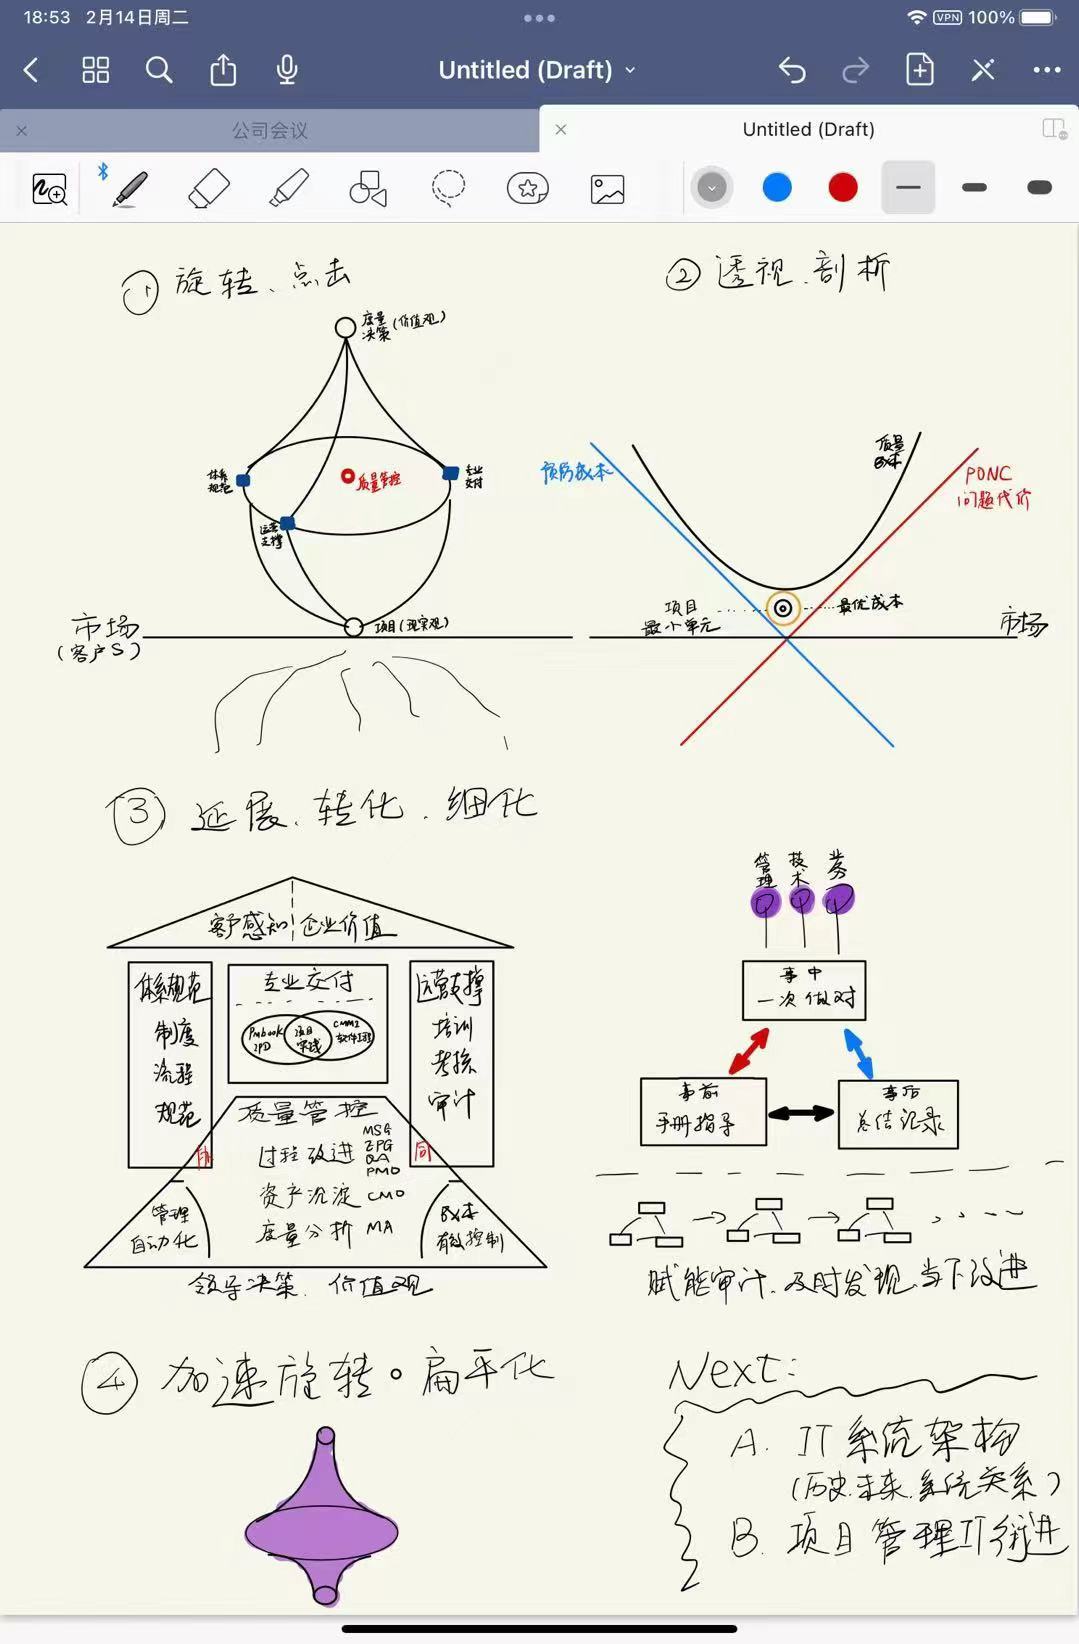 18:53 2月14日周二
VPN 100%
Untitled (Draft)
公司会议
Untitled (Draft)
① 旋转、点击
度量
决策(价值观)
体系
规范
质量管控
专业
交付
运营
支撑
项目(现实观)
市场
(客户S)
② 透视、剖析
预防成本
质量
成本
PONC
问题代价
项目
最小单元
最优成本
市场
③ 延展、转化、细化
客户感知 企业价值
体系规范
制度
流程
规范
专业交付
Pmbook
IPD
项目
实践
CMMI
软件工程
运营支撑
培训
考核
审计
质量管控
过程改进
MSG
EPG
QA
PMO
资产沉淀 CMO
度量分析 MA
同
管理
自动化
成本
有效控制
领导决策、价值观
管理
技术
业务
事中
一次做对
事前
手册指导
事后
总结记录
赋能审计、及时发现、当下改进
④ 加速旋转。扁平化
Next:
A. IT系统架构
(历史.未来.系统关系)
B. 项目管理IT演进